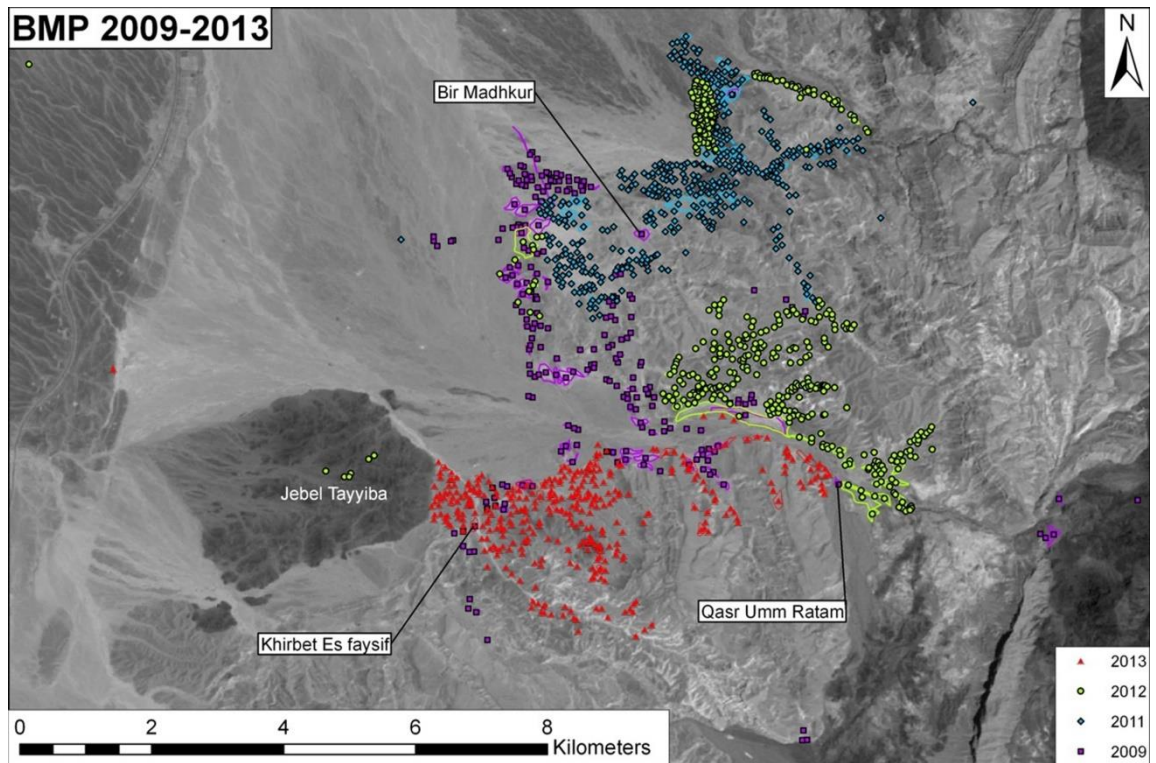 BMP 2009-2013
N
Bir Madhkur
Jebel Tayyiba
Qasr Umm Ratam
Khirbet Es faysif
2013
2012
2011
2009
0 2 4 6 8
Kilometers